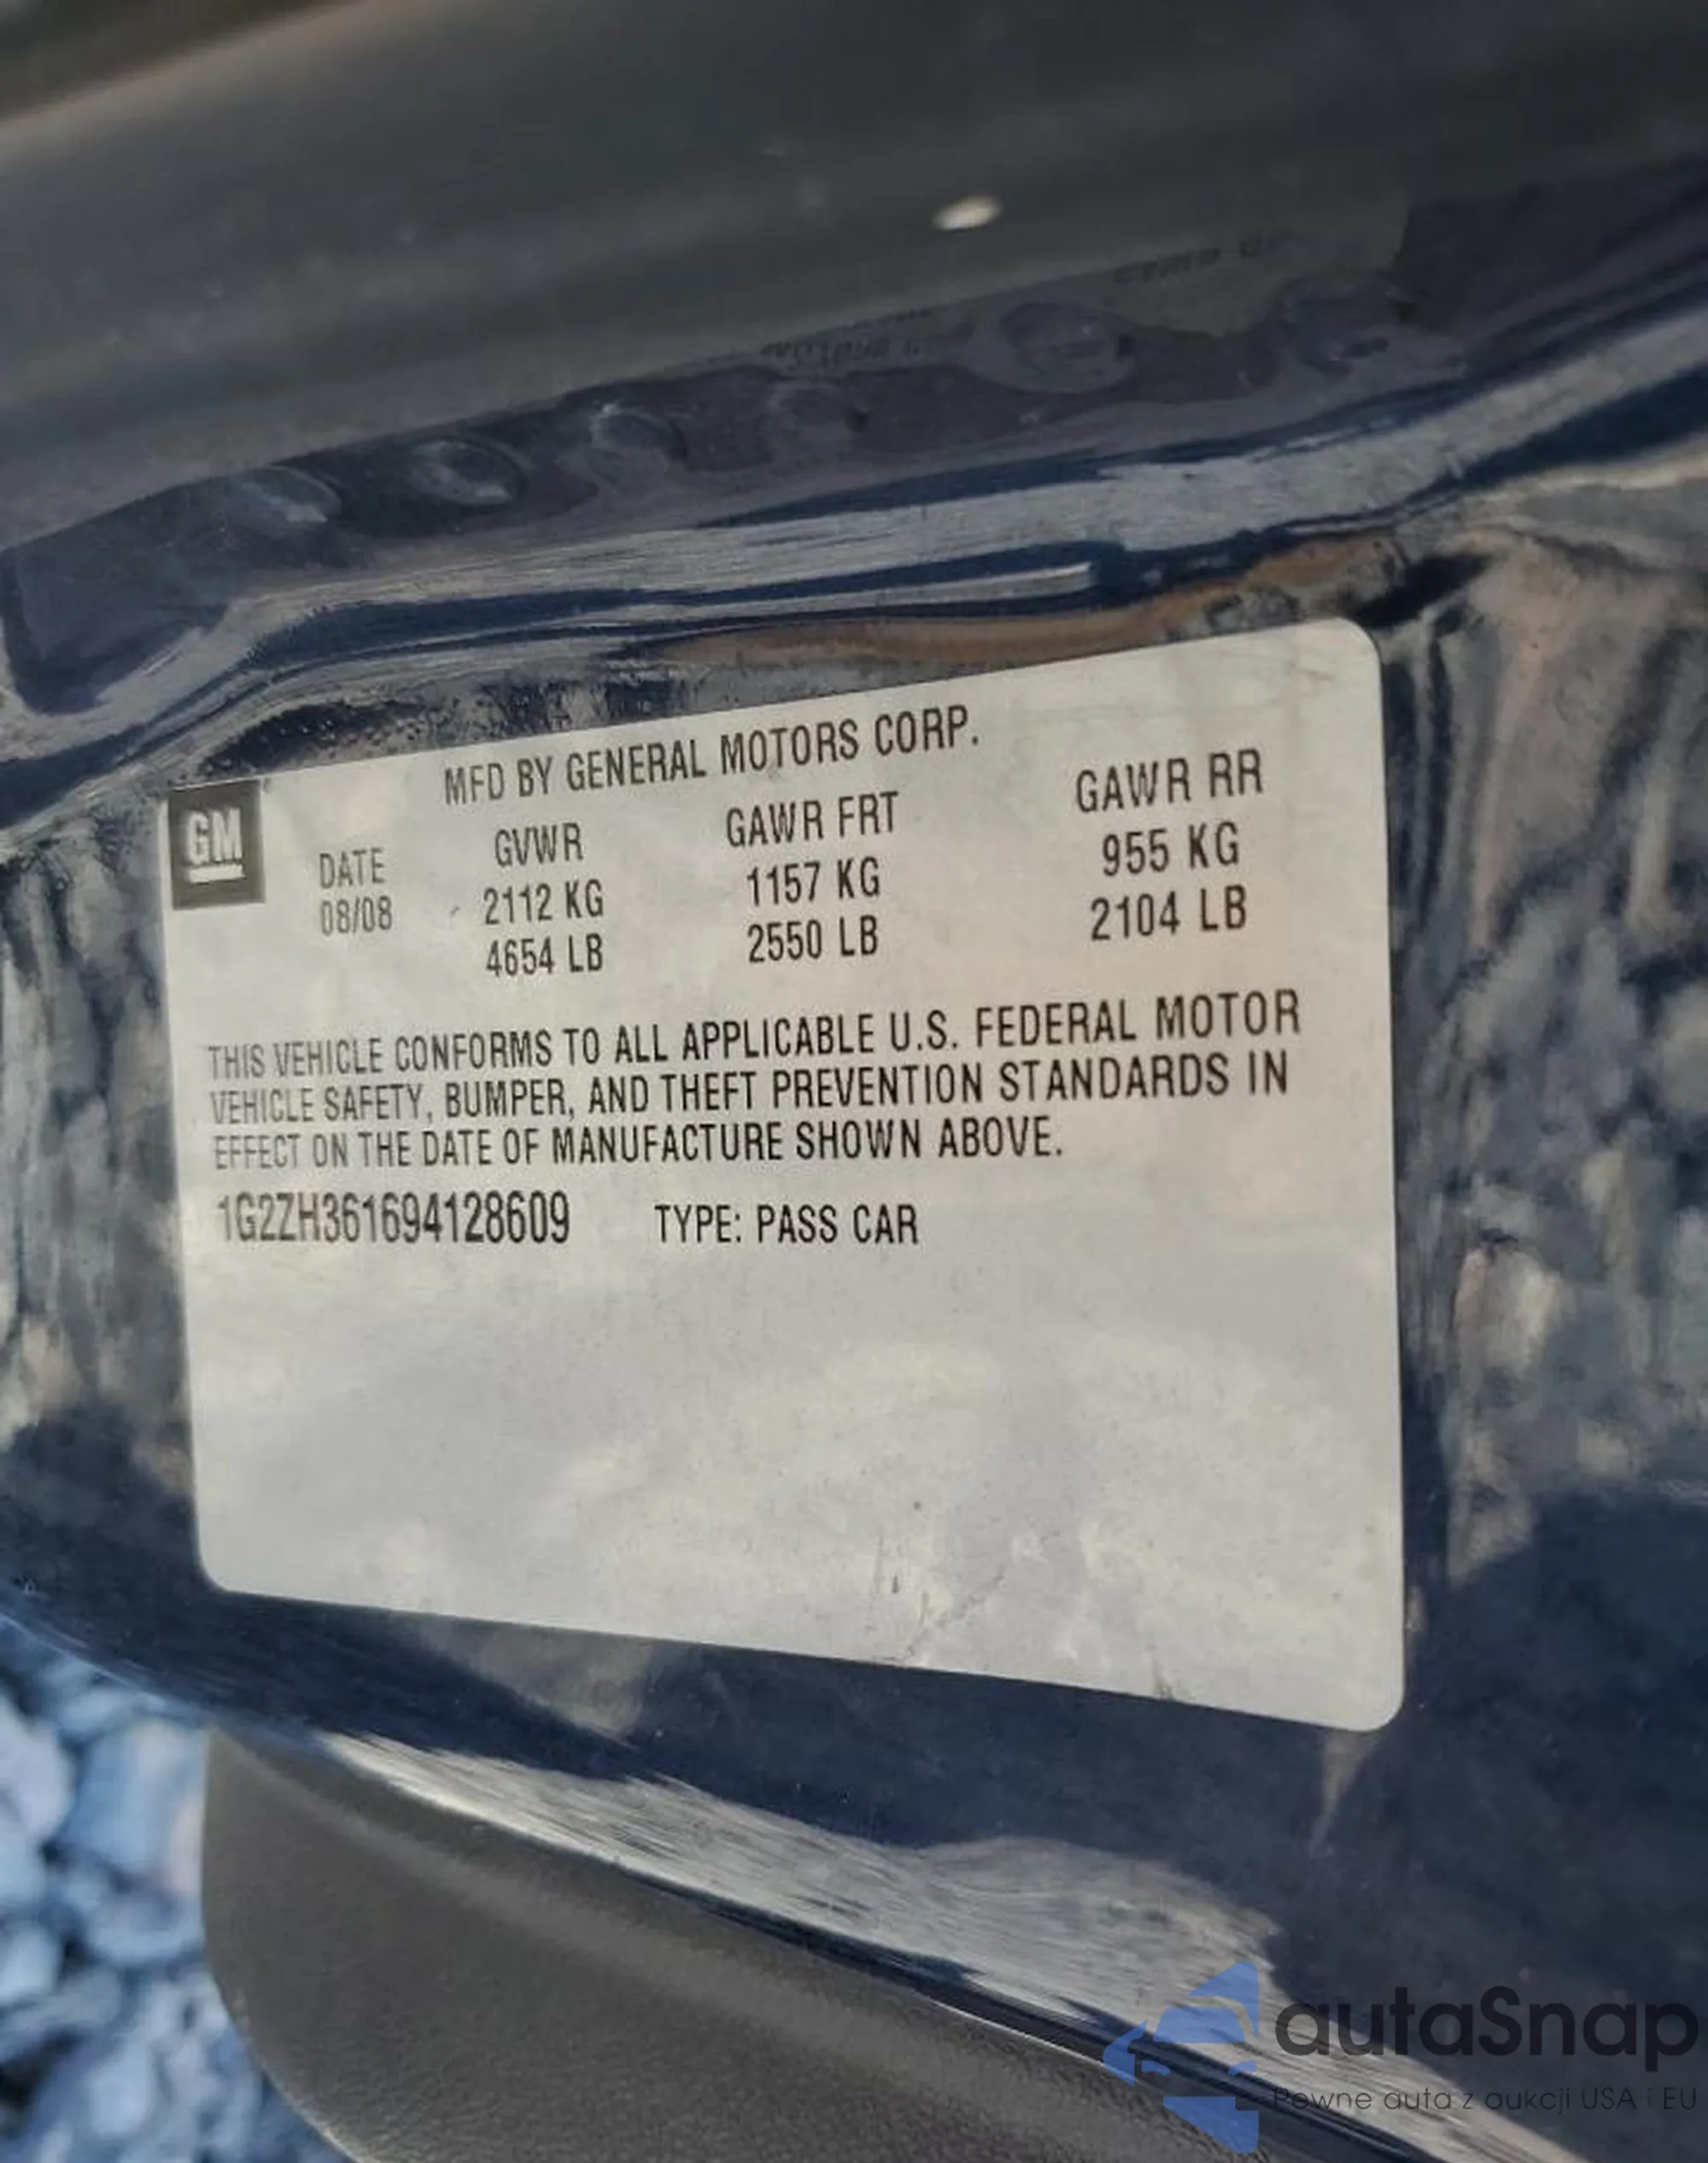 MFD BY GENERAL MOTORS CORP.
GM
DATE GVWR GAWR FRT GAWR RR
08/08 2112 KG 1157 KG 955 KG
4654 LB 2550 LB 2104 LB
THIS VEHICLE CONFORMS TO ALL APPLICABLE U.S. FEDERAL MOTOR
VEHICLE SAFETY, BUMPER, AND THEFT PREVENTION STANDARDS IN
EFFECT ON THE DATE OF MANUFACTURE SHOWN ABOVE.
1G2ZH361694128609 TYPE: PASS CAR
autaSnap
Pewne auta z aukcji USA i EU